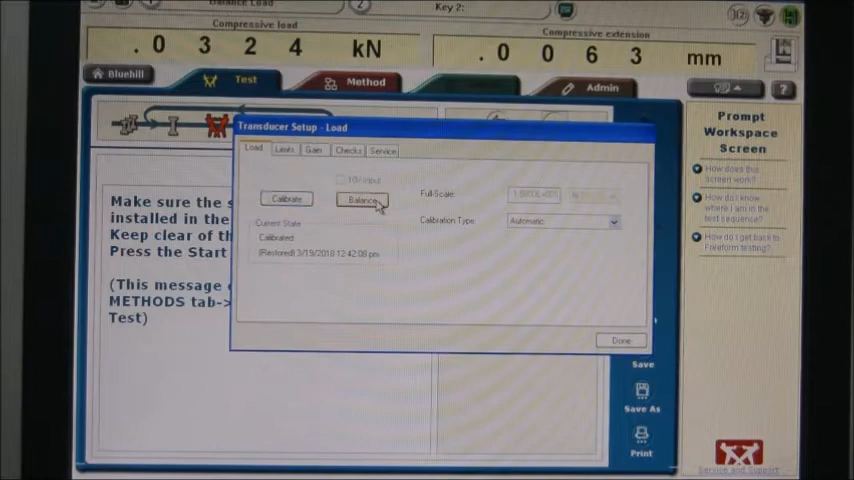 Balance Load
Key 2:
Compressive load
.0324 kN
Compressive extension
.0063 mm
Bluehill
Test
Method
Admin
?
Transducer Setup - Load
Load
Limits
Gain
Checks
Service
Calibrate
Balance
Full-Scale:
Calibration Type:
Automatic
Current State
Calibrated
(Restored) 3/19/2018 12:42:08 pm
Done
Make sure the s
installed in the
Keep clear of th
Press the Start
(This message
METHODS tab->
Test)
Save
Save As
Print
Prompt
Workspace
Screen
How does this
screen work?
How do I know
where I am in the
test sequence?
How do I get back to
Freeform testing?
Service and Support